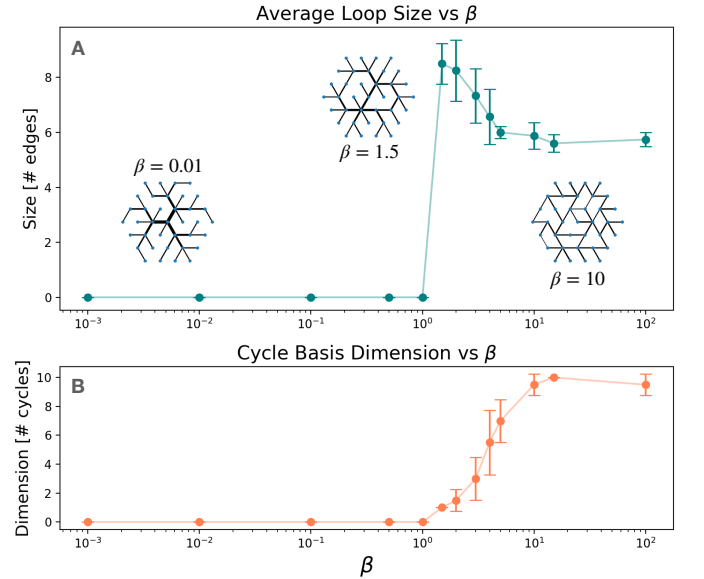 Average Loop Size vs β
A
Size [# edges]
8
6
4
2
0
β = 0.01
β = 1.5
β = 10
10⁻³ 10⁻² 10⁻¹ 10⁰ 10¹ 10²
Cycle Basis Dimension vs β
B
Dimension [# cycles]
10
8
6
4
2
0
10⁻³ 10⁻² 10⁻¹ 10⁰ 10¹ 10²
β